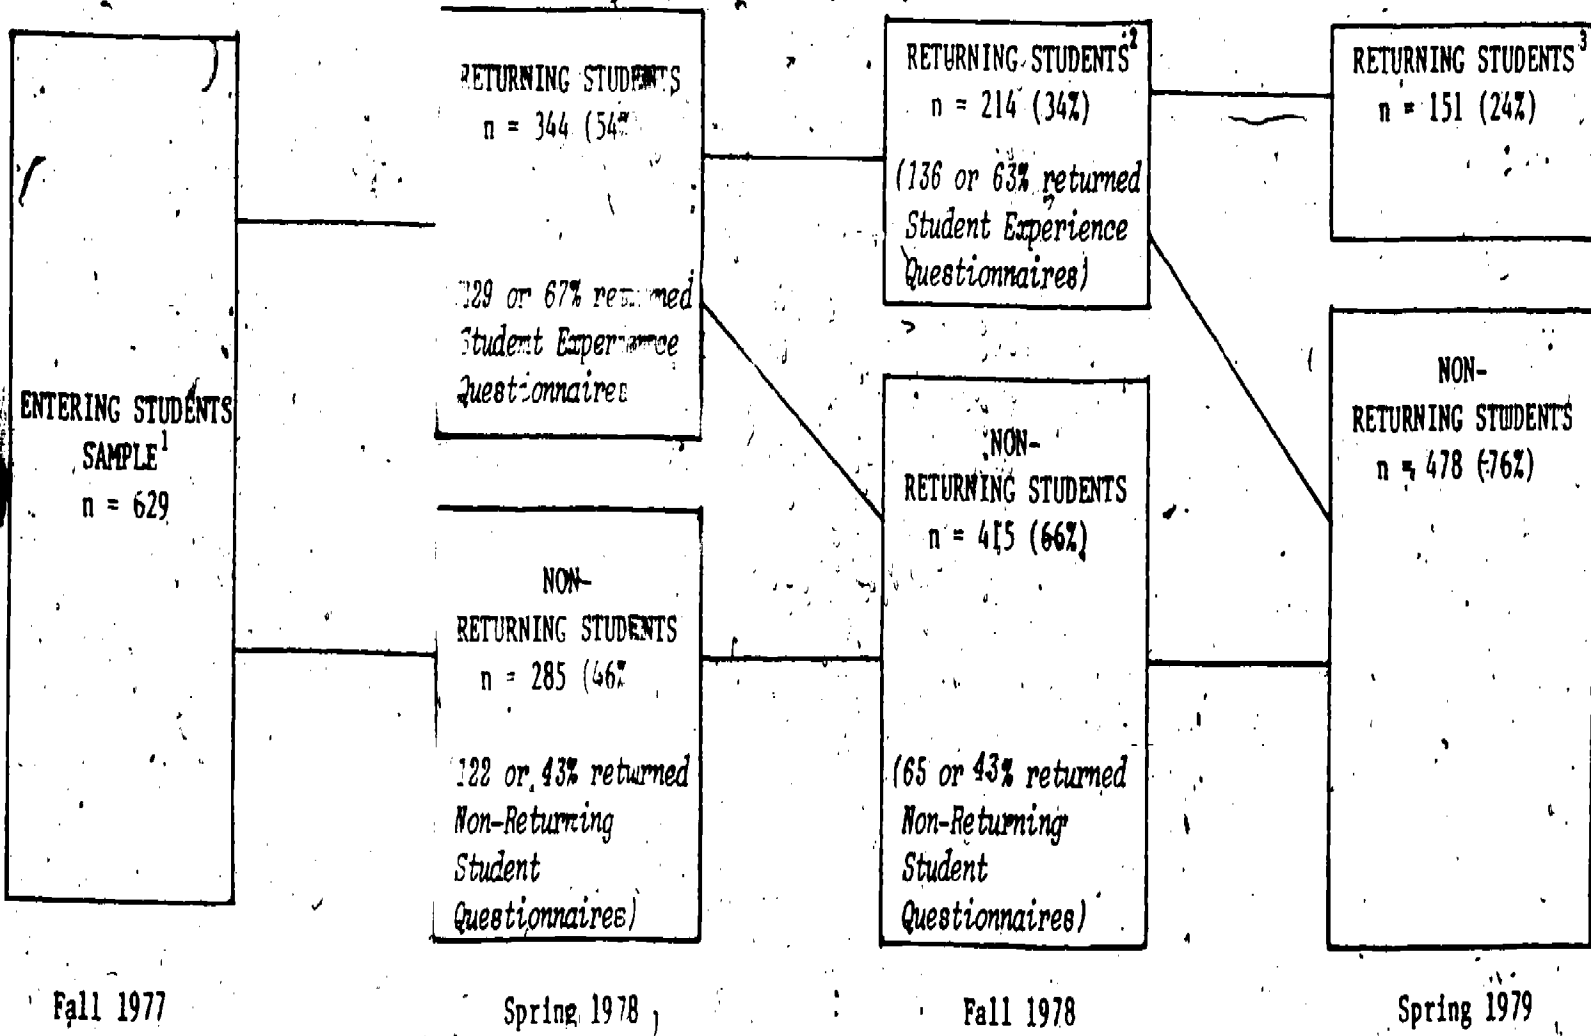 ENTERING STUDENTS
SAMPLE1
n = 629
Fall 1977
RETURNING STUDENTS
n = 344 (54%
129 or 67% returned
Student Experience
Questionnaires
NON-
RETURNING STUDENTS
n = 285 (46%
122 or 43% returned
Non-Returning
Student
Questionnaires)
Spring 1978
RETURNING STUDENTS2
n = 214 (34%)
(136 or 63% returned
Student Experience
Questionnaires)
NON-
RETURNING STUDENTS
n = 415 (66%)
(65 or 43% returned
Non-Returning
Student
Questionnaires)
Fall 1978
RETURNING STUDENTS3
n = 151 (24%)
NON-
RETURNING STUDENTS
n = 478 (76%)
Spring 1979